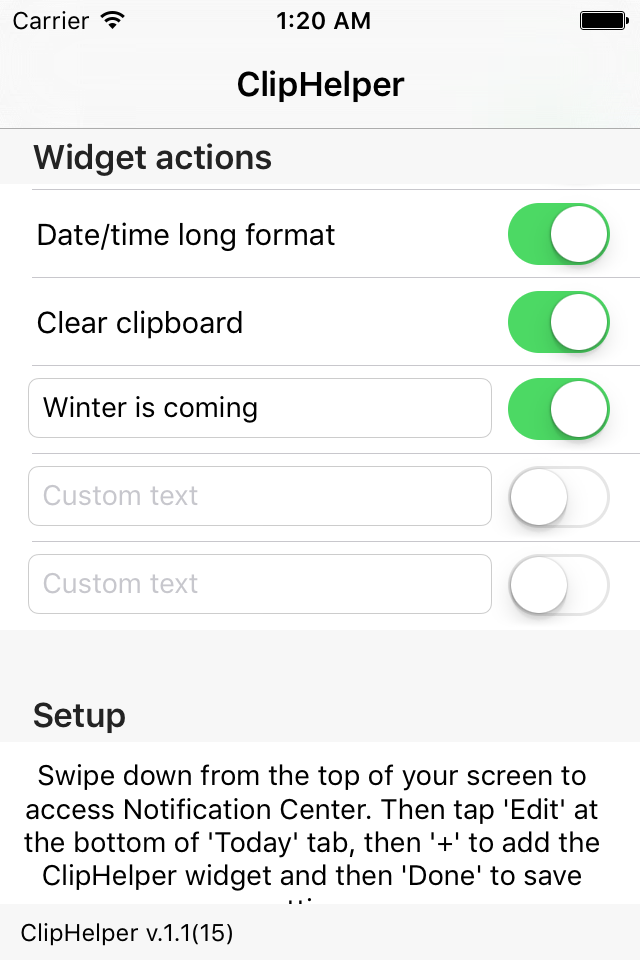 Carrier 1:20 AM
ClipHelper
Widget actions
Date/time long format
Clear clipboard
Winter is coming
Custom text
Custom text
Setup
Swipe down from the top of your screen to
access Notification Center. Then tap 'Edit' at
the bottom of 'Today' tab, then '+' to add the
ClipHelper widget and then 'Done' to save
ClipHelper v.1.1(15)